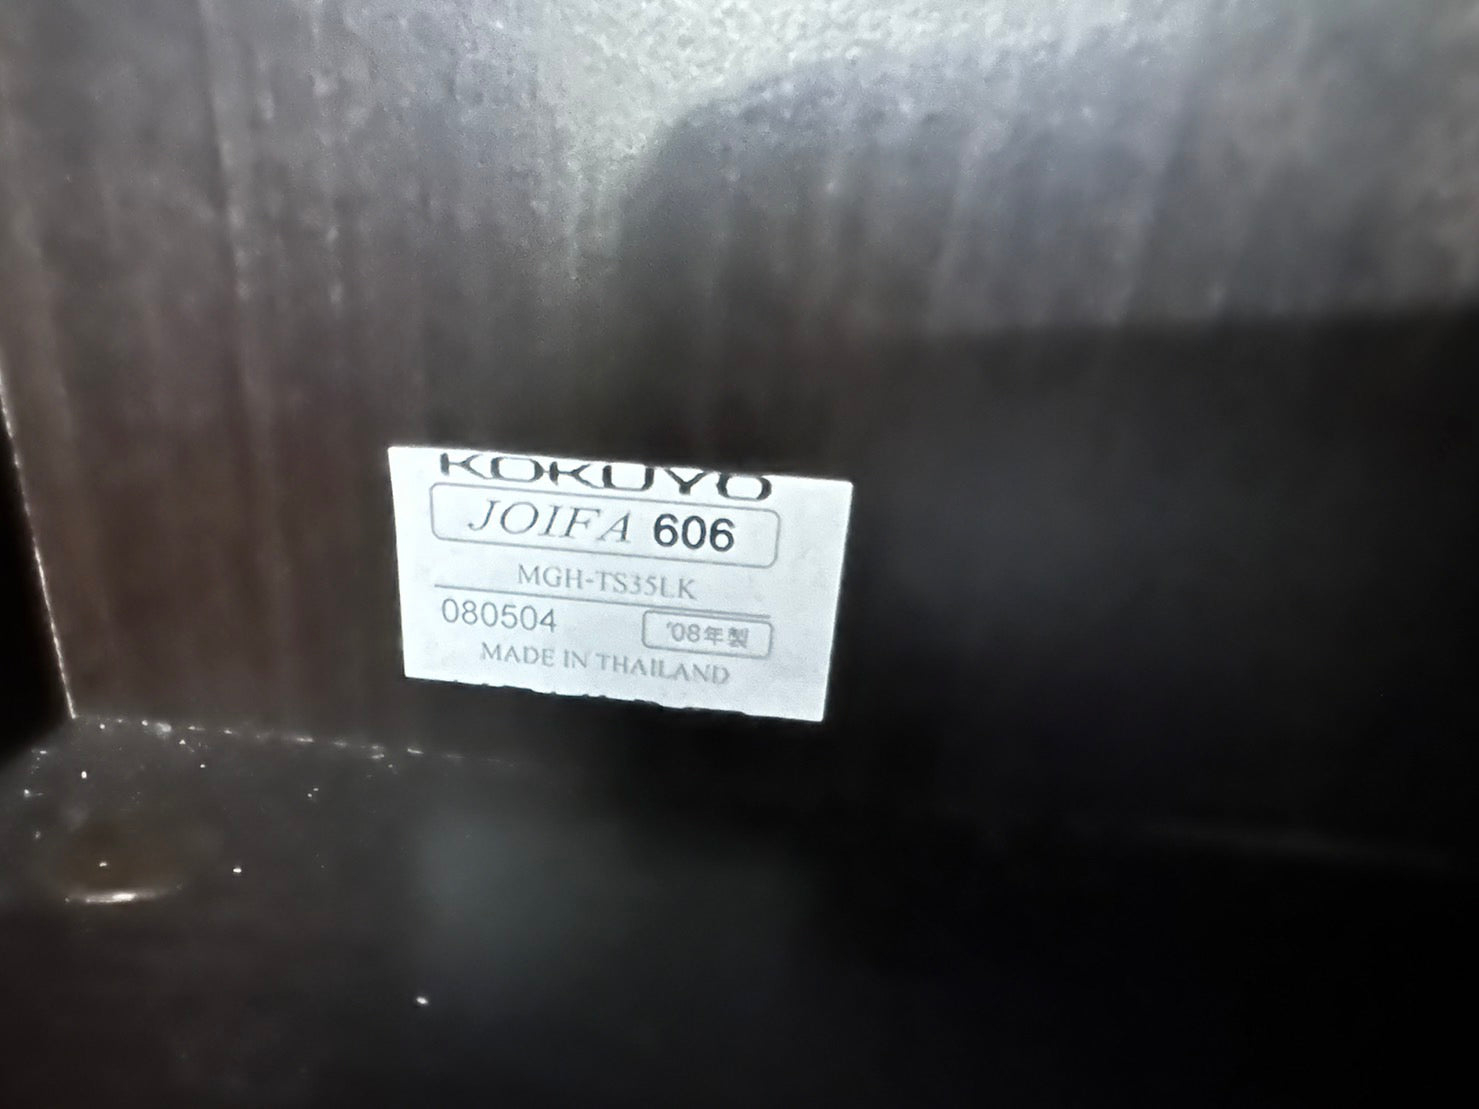 KOKUYO
JOIFA 606
MGH-TS35LK
080504 '08年製
MADE IN THAILAND